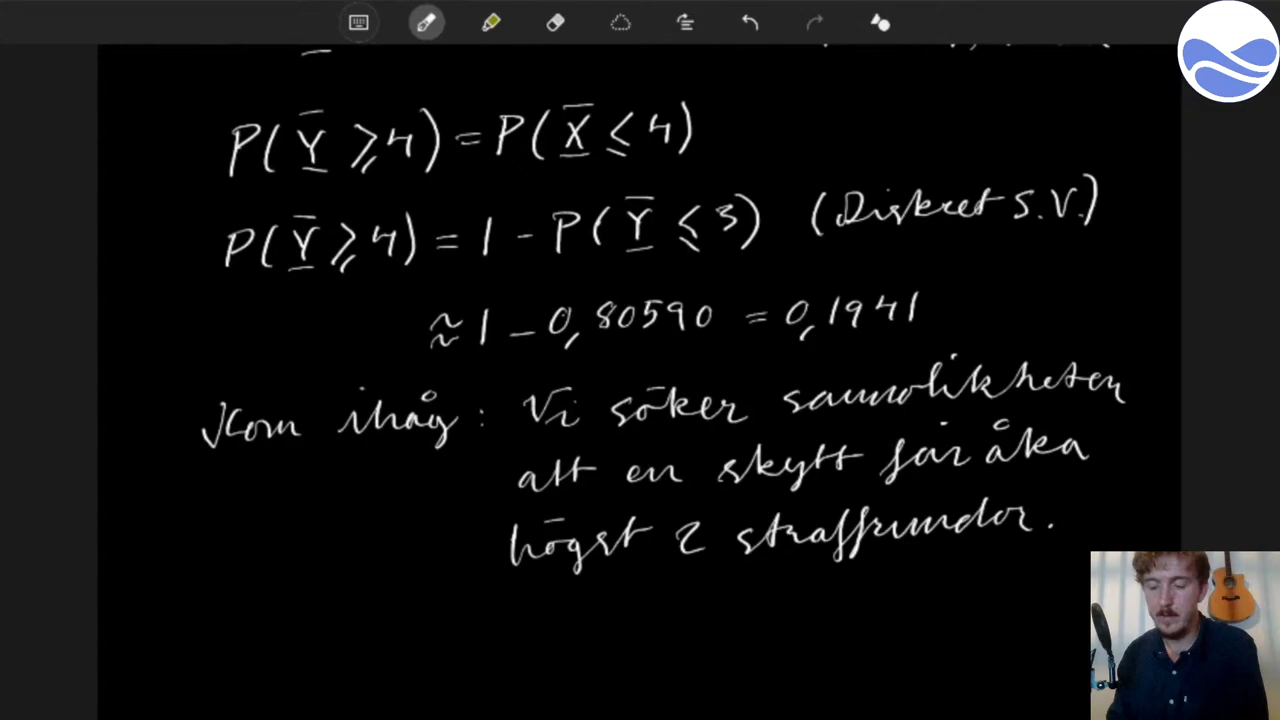 P(Y ≥ 4) = P(X ≤ 4)
P(Y ≥ 4) = 1 - P(Y ≤ 3) (Diskret S.V.)
≈ 1 - 0,80590 = 0,1941
Kom ihåg: Vi söker sannolikheten
att en skytt får åka
högst 2 straffrundor.